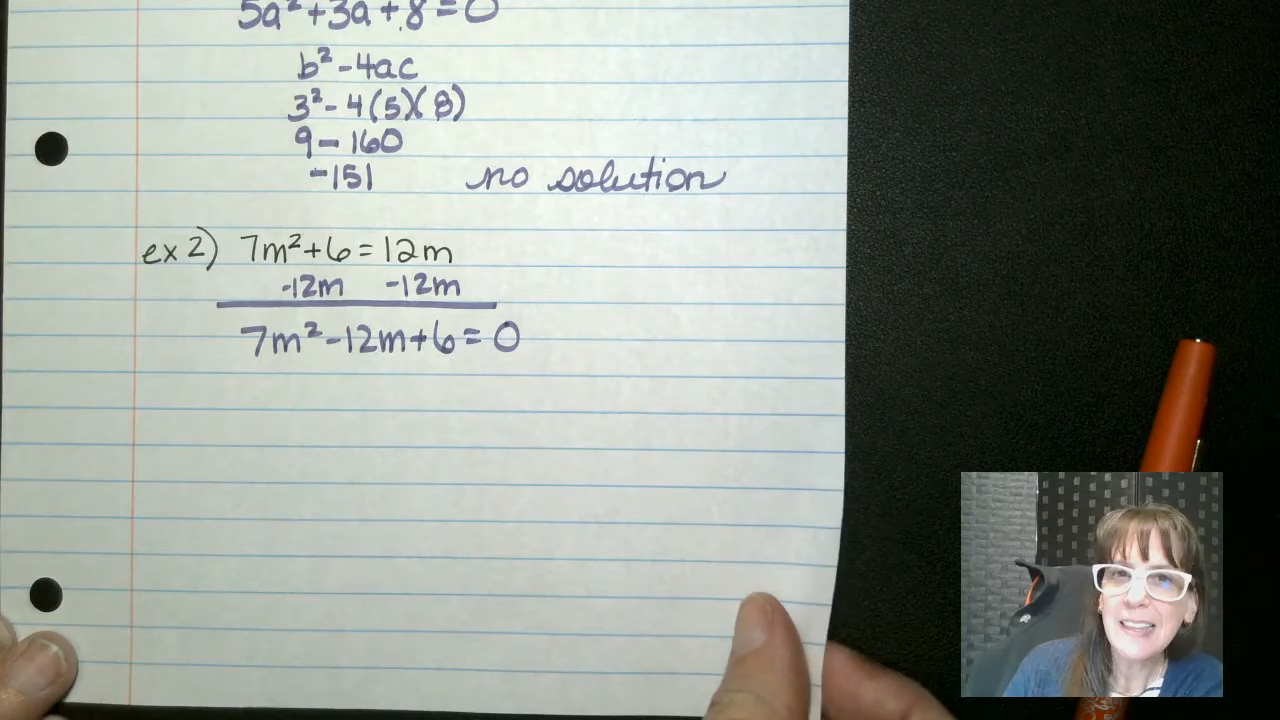 5a²+3a+8=0
b²-4ac
3²-4(5)(8)
9-160
-151 no solution
ex 2) 7m²+6=12m
-12m -12m
7m²-12m+6=0